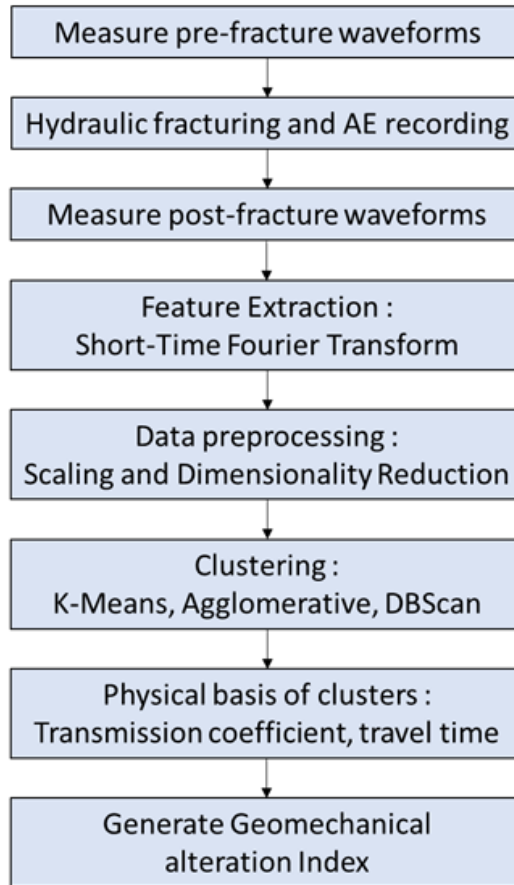 Measure pre-fracture waveforms
Hydraulic fracturing and AE recording
Measure post-fracture waveforms
Feature Extraction :
Short-Time Fourier Transform
Data preprocessing :
Scaling and Dimensionality Reduction
Clustering :
K-Means, Agglomerative, DBScan
Physical basis of clusters :
Transmission coefficient, travel time
Generate Geomechanical
alteration Index